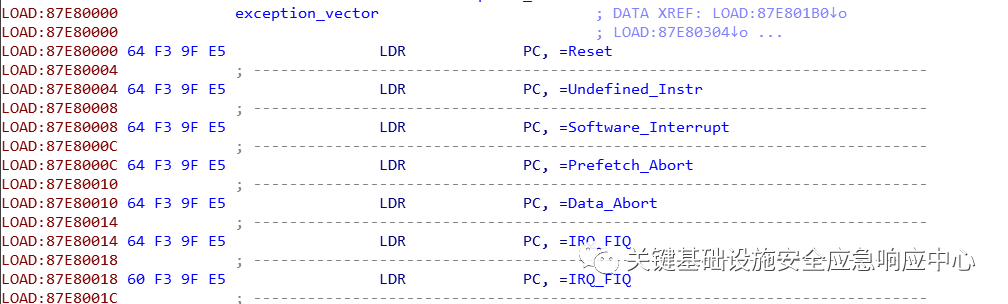 LOAD:87E80000 exception_vector ; DATA XREF: LOAD:87E801B0↓o
LOAD:87E80000 ; LOAD:87E80304↓o ...
LOAD:87E80000 64 F3 9F E5 LDR PC, =Reset
LOAD:87E80004 ; ---------------------------------------------------------------------------
LOAD:87E80004 64 F3 9F E5 LDR PC, =Undefined_Instr
LOAD:87E80008 ; ---------------------------------------------------------------------------
LOAD:87E80008 64 F3 9F E5 LDR PC, =Software_Interrupt
LOAD:87E8000C ; ---------------------------------------------------------------------------
LOAD:87E8000C 64 F3 9F E5 LDR PC, =Prefetch_Abort
LOAD:87E80010 ; ---------------------------------------------------------------------------
LOAD:87E80010 64 F3 9F E5 LDR PC, =Data_Abort
LOAD:87E80014 ; ---------------------------------------------------------------------------
LOAD:87E80014 64 F3 9F E5 LDR PC, =IRQ_FIQ
LOAD:87E80018 ; ---------------------------------------------------------------------------
关键基础设施安全应急响应中心
LOAD:87E80018 60 F3 9F E5 LDR PC, =IRQ_FIQ
LOAD:87E8001C ; ---------------------------------------------------------------------------